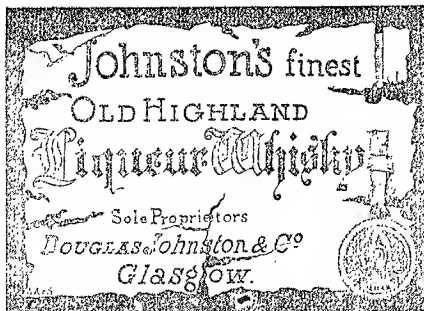 Johnston's finest
OLD HIGHLAND
Liqueur Whisky
Sole Proprietors
DOUGLAS Johnston & Co
Glasgow.